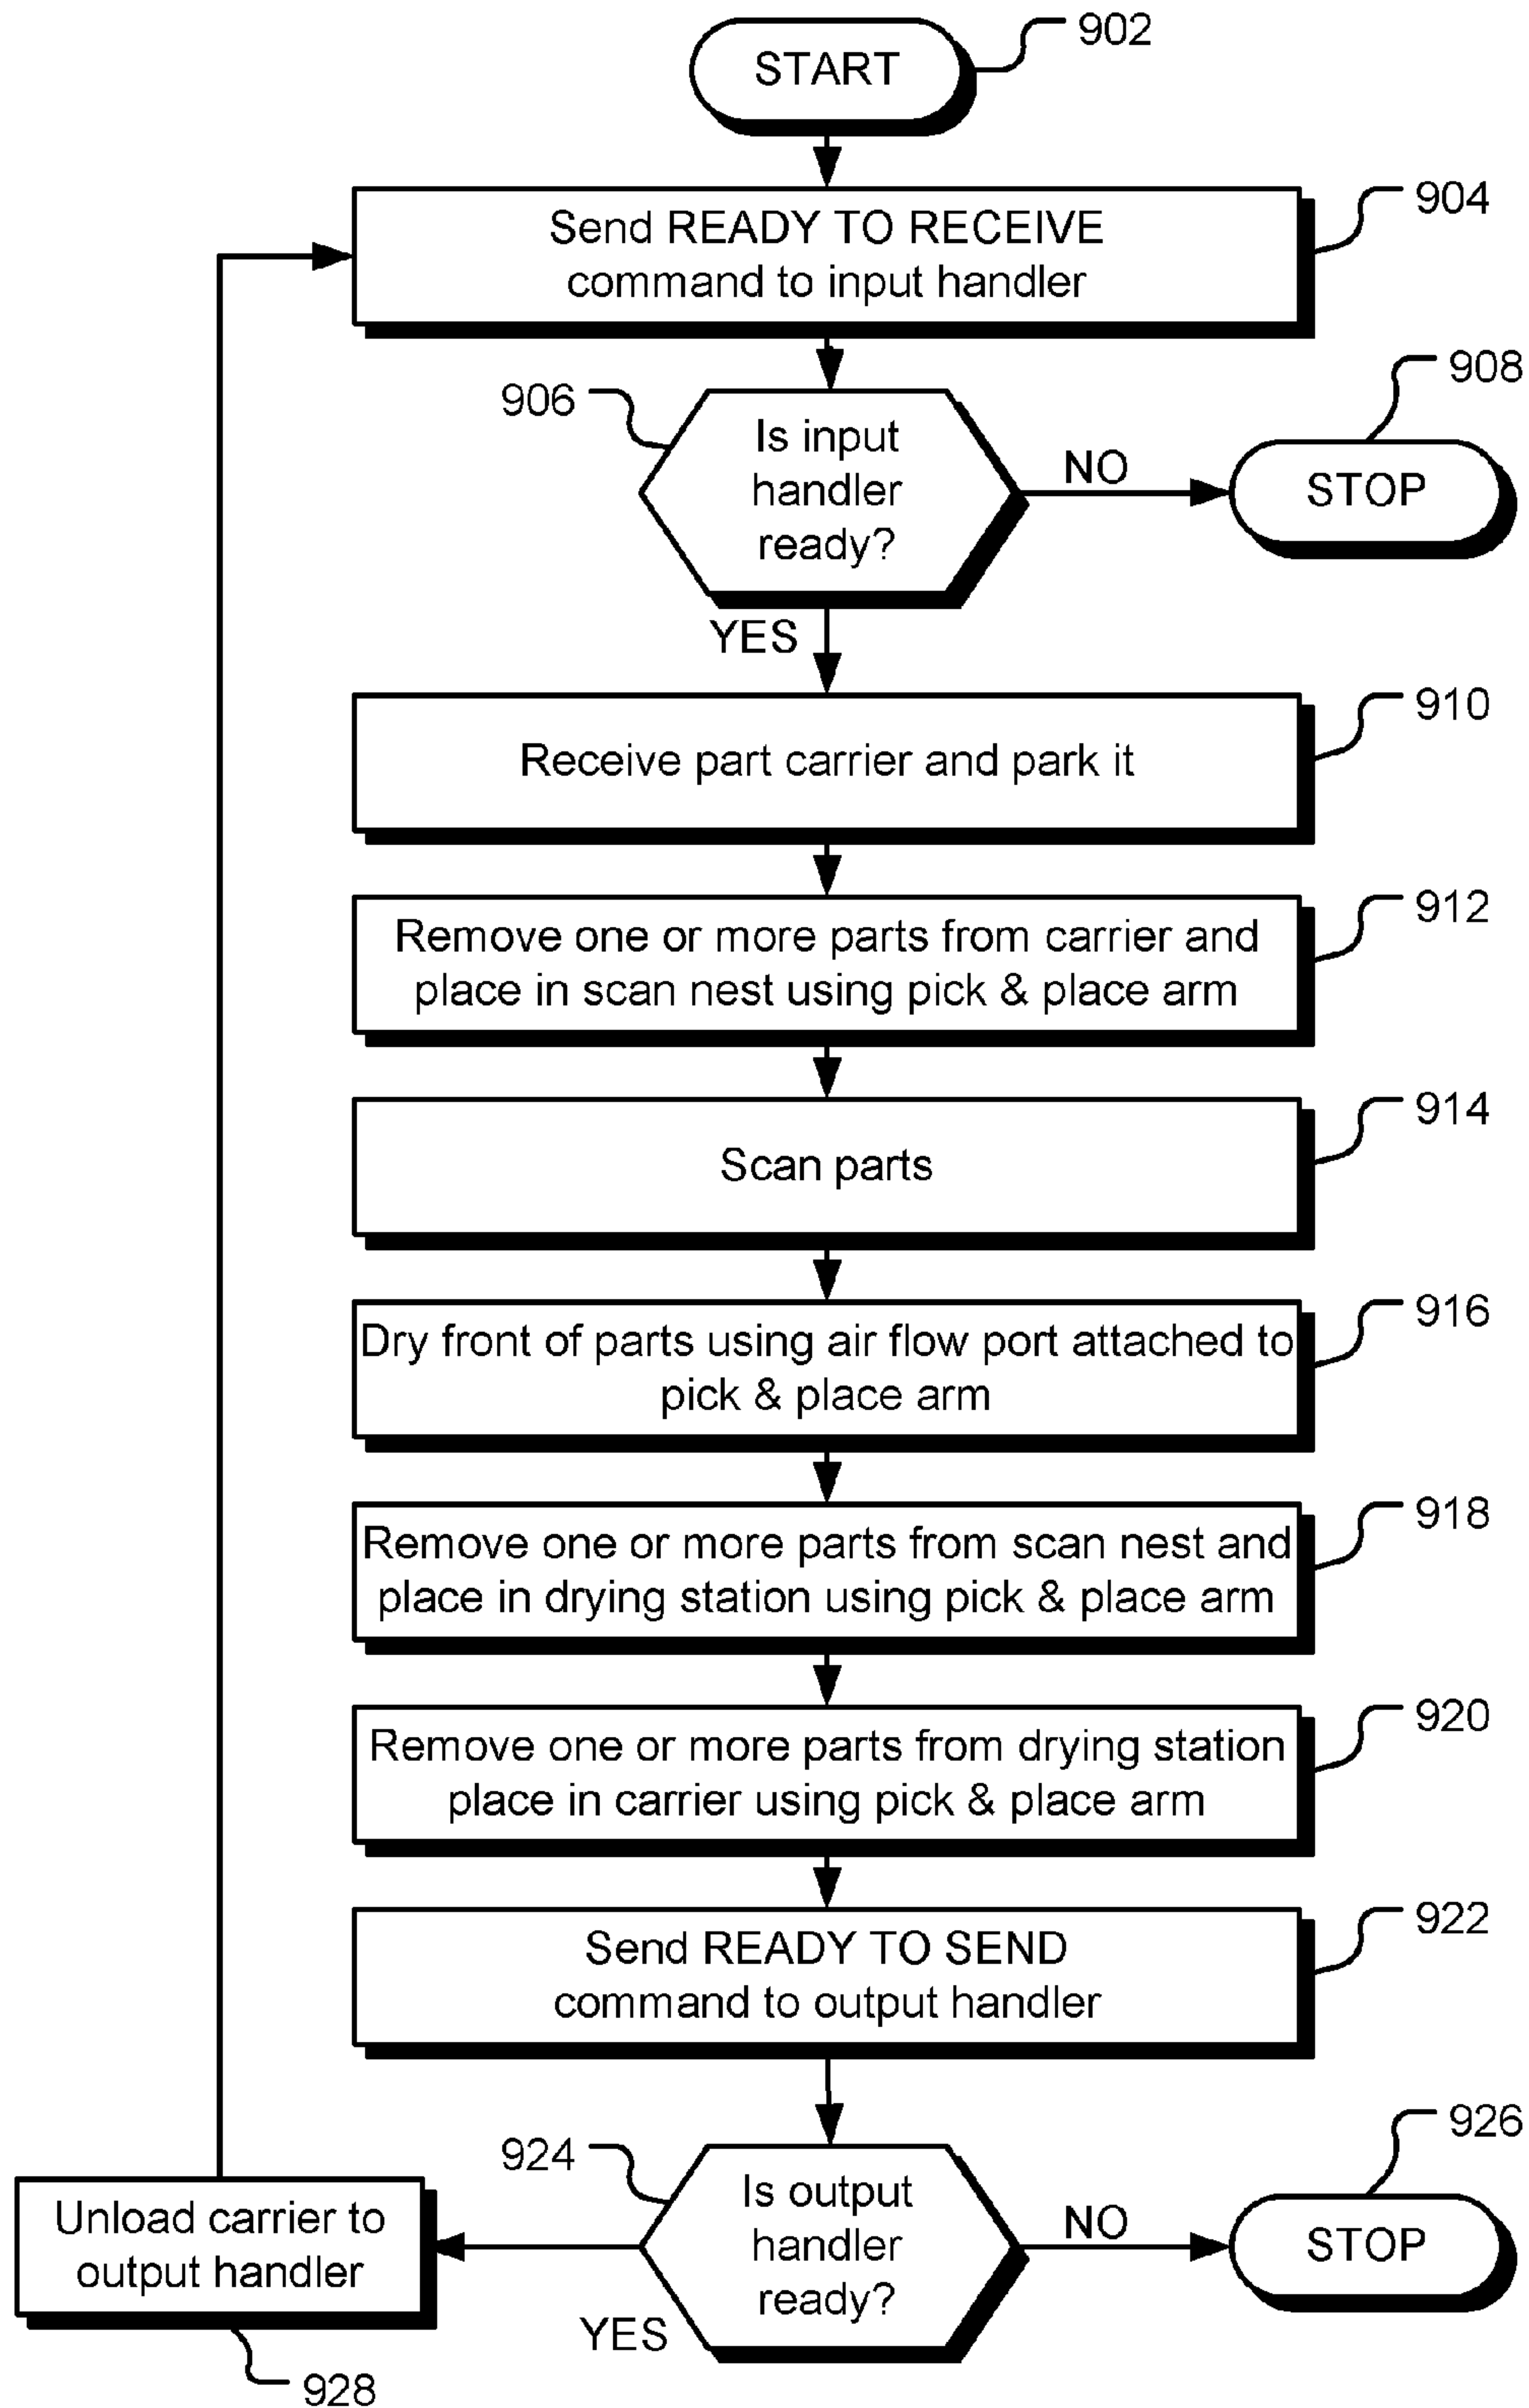 START
902
Send READY TO RECEIVE
command to input handler
904
906
Is input
handler
ready?
NO
STOP
908
YES
Receive part carrier and park it
910
Remove one or more parts from carrier and
place in scan nest using pick & place arm
912
Scan parts
914
Dry front of parts using air flow port attached to
pick & place arm
916
Remove one or more parts from scan nest and
place in drying station using pick & place arm
918
Remove one or more parts from drying station
place in carrier using pick & place arm
920
Send READY TO SEND
command to output handler
922
924
Is output
handler
ready?
NO
STOP
926
YES
Unload carrier to
output handler
928